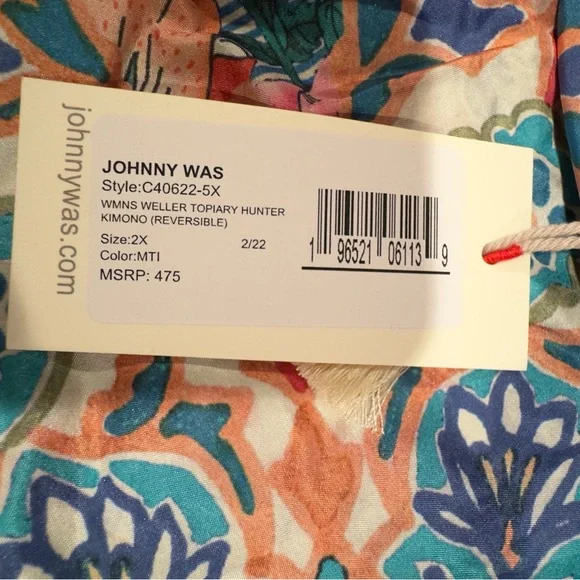 johnnywas.com
JOHNNY WAS
Style:C40622-5X
WMNS WELLER TOPIARY HUNTER
KIMONO (REVERSIBLE)
Size:2X 2/22
Color:MTI
MSRP: 475
1 96521 06113 9